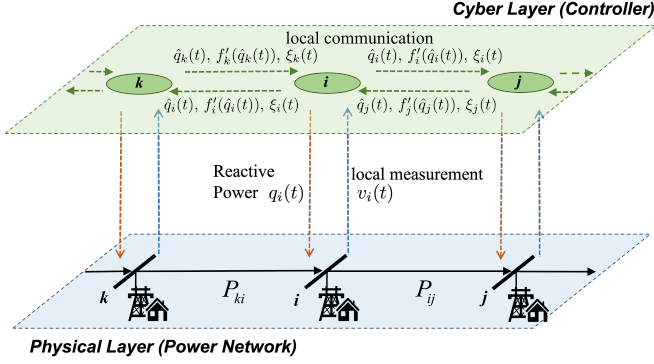 Cyber Layer (Controller)
local communication
q̂ₖ(t), f′ₖ(q̂ₖ(t)), ξₖ(t)
q̂ᵢ(t), f′ᵢ(q̂ᵢ(t)), ξᵢ(t)
k
i
j
q̂ᵢ(t), f′ᵢ(q̂ᵢ(t)), ξᵢ(t)
q̂ⱼ(t), f′ⱼ(q̂ⱼ(t)), ξⱼ(t)
Reactive
Power qᵢ(t)
local measurement
vᵢ(t)
k
Pₖᵢ
i
Pᵢⱼ
j
Physical Layer (Power Network)